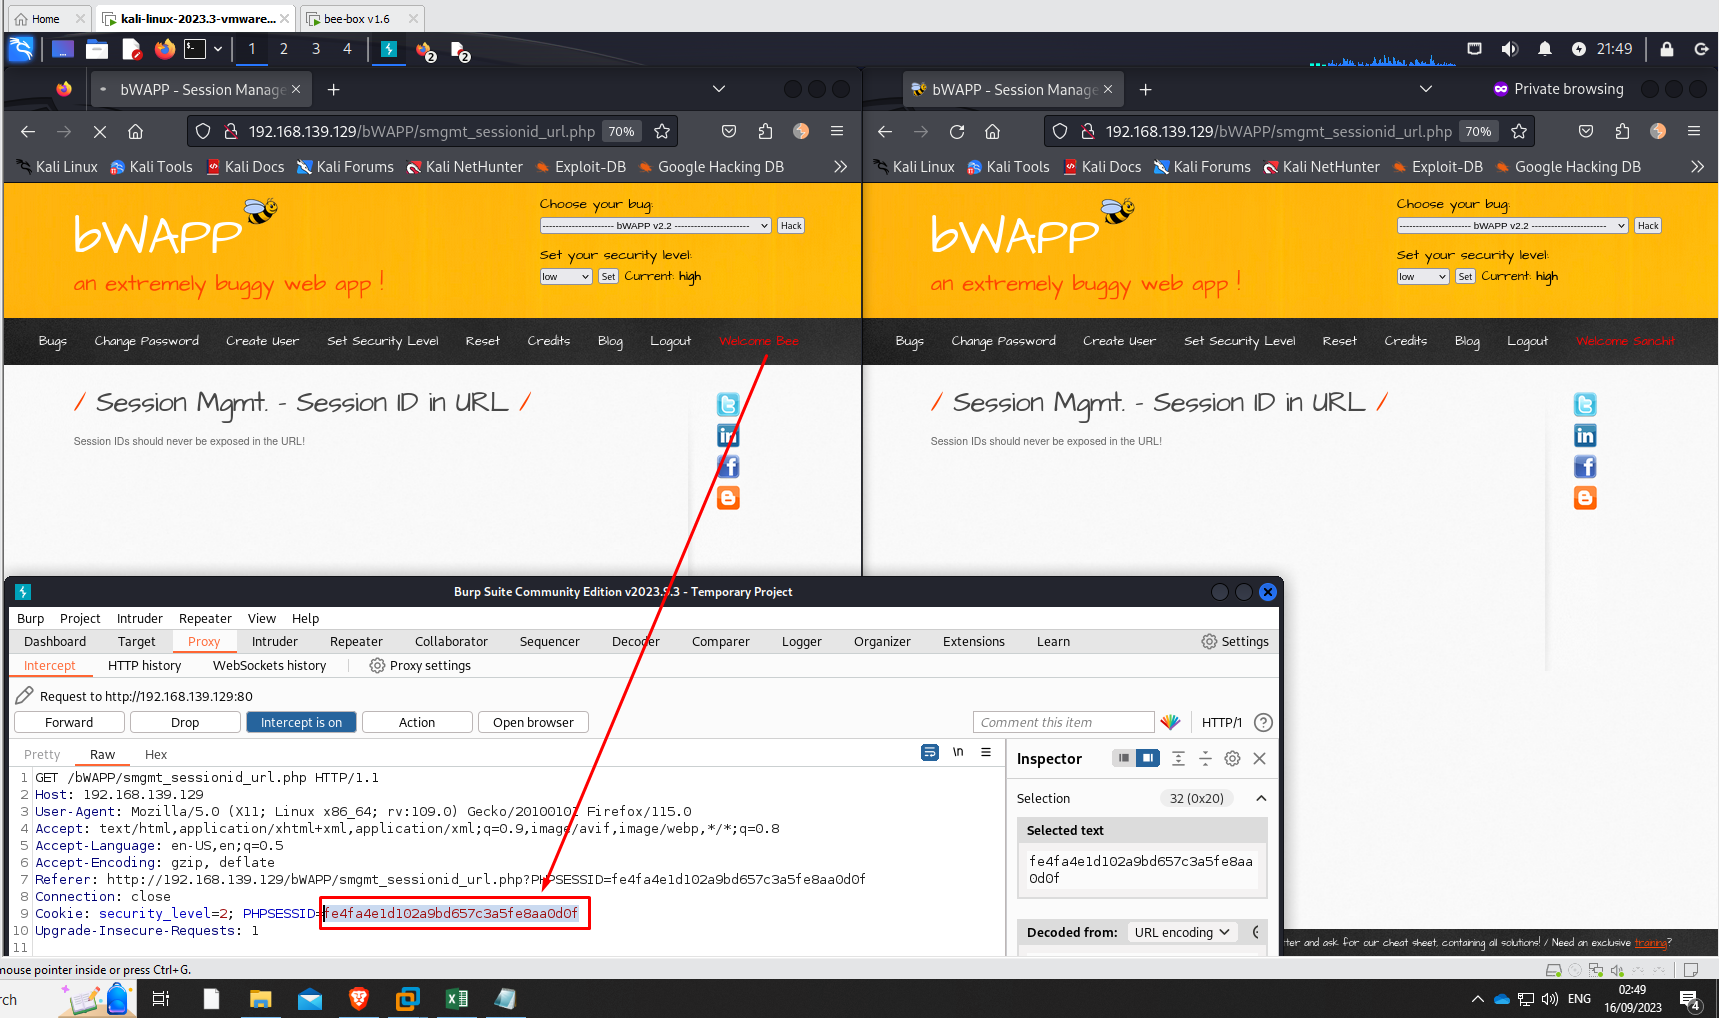 Home
kali-linux-2023.3-vmware...
bee-box v1.6
1 2 3 4
2
2
21:49
bWAPP - Session Manage
bWAPP - Session Manage
Private browsing
192.168.139.129/bWAPP/smgmt_sessionid_url.php 70%
192.168.139.129/bWAPP/smgmt_sessionid_url.php 70%
Kali Linux Kali Tools Kali Docs Kali Forums Kali NetHunter Exploit-DB Google Hacking DB
Kali Linux Kali Tools Kali Docs Kali Forums Kali NetHunter Exploit-DB Google Hacking DB
bWAPP
an extremely buggy web app !
Choose your bug:
---------------------- bWAPP v2.2 ----------------------- Hack
Set your security level:
low Set Current: high
bWAPP
an extremely buggy web app !
Choose your bug:
---------------------- bWAPP v2.2 ----------------------- Hack
Set your security level:
low Set Current: high
Bugs Change Password Create User Set Security Level Reset Credits Blog Logout Welcome Bee
Bugs Change Password Create User Set Security Level Reset Credits Blog Logout Welcome Sanchit
/ Session Mgmt. - Session ID in URL /
Session IDs should never be exposed in the URL!
/ Session Mgmt. - Session ID in URL /
Session IDs should never be exposed in the URL!
Burp Suite Community Edition v2023.9.3 - Temporary Project
Burp Project Intruder Repeater View Help
Dashboard Target Proxy Intruder Repeater Collaborator Sequencer Decoder Comparer Logger Organizer Extensions Learn Settings
Intercept HTTP history WebSockets history Proxy settings
Request to http://192.168.139.129:80
Forward Drop Intercept is on Action Open browser Comment this item HTTP/1
Pretty Raw Hex \n
1 GET /bWAPP/smgmt_sessionid_url.php HTTP/1.1
2 Host: 192.168.139.129
3 User-Agent: Mozilla/5.0 (X11; Linux x86_64; rv:109.0) Gecko/20100101 Firefox/115.0
4 Accept: text/html,application/xhtml+xml,application/xml;q=0.9,image/avif,image/webp,*/*;q=0.8
5 Accept-Language: en-US,en;q=0.5
6 Accept-Encoding: gzip, deflate
7 Referer: http://192.168.139.129/bWAPP/smgmt_sessionid_url.php?PHPSESSID=fe4fa4e1d102a9bd657c3a5fe8aa0d0f
8 Connection: close
9 Cookie: security_level=2; PHPSESSID=fe4fa4e1d102a9bd657c3a5fe8aa0d0f
10 Upgrade-Insecure-Requests: 1
11
Inspector
Selection 32 (0x20)
Selected text
fe4fa4e1d102a9bd657c3a5fe8aa
0d0f
Decoded from: URL encoding
ter and ask for our cheat sheet, containing all solutions! / Need an exclusive training?
mouse pointer inside or press Ctrl+G.
rch
ENG
02:49
16/09/2023
4